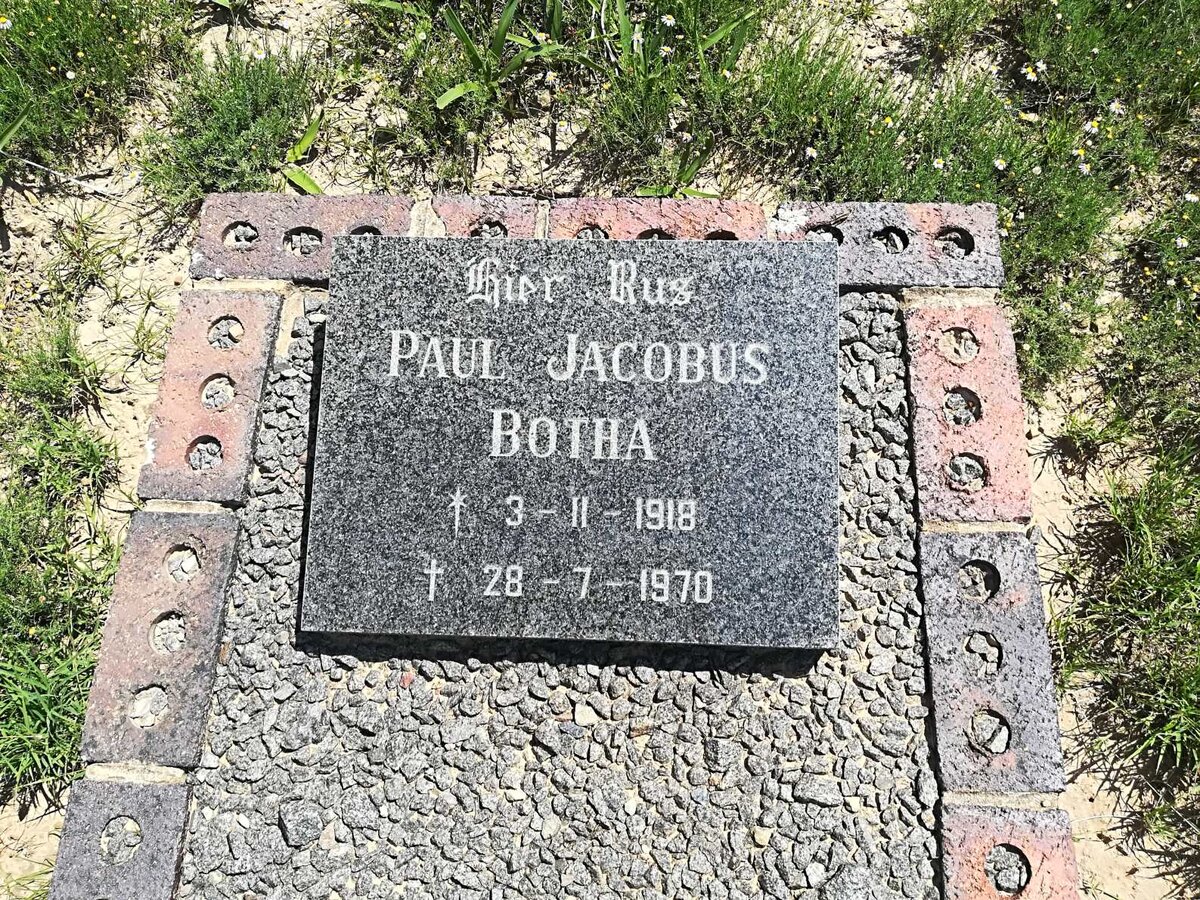 Hier Rus
PAUL JACOBUS
BOTHA
* 3-11-1918
† 28-7-1970